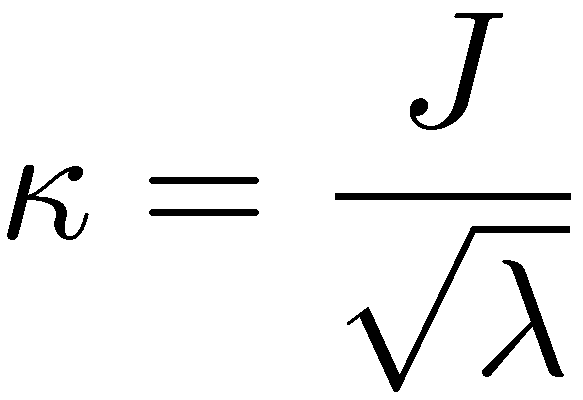 κ = J / √λ